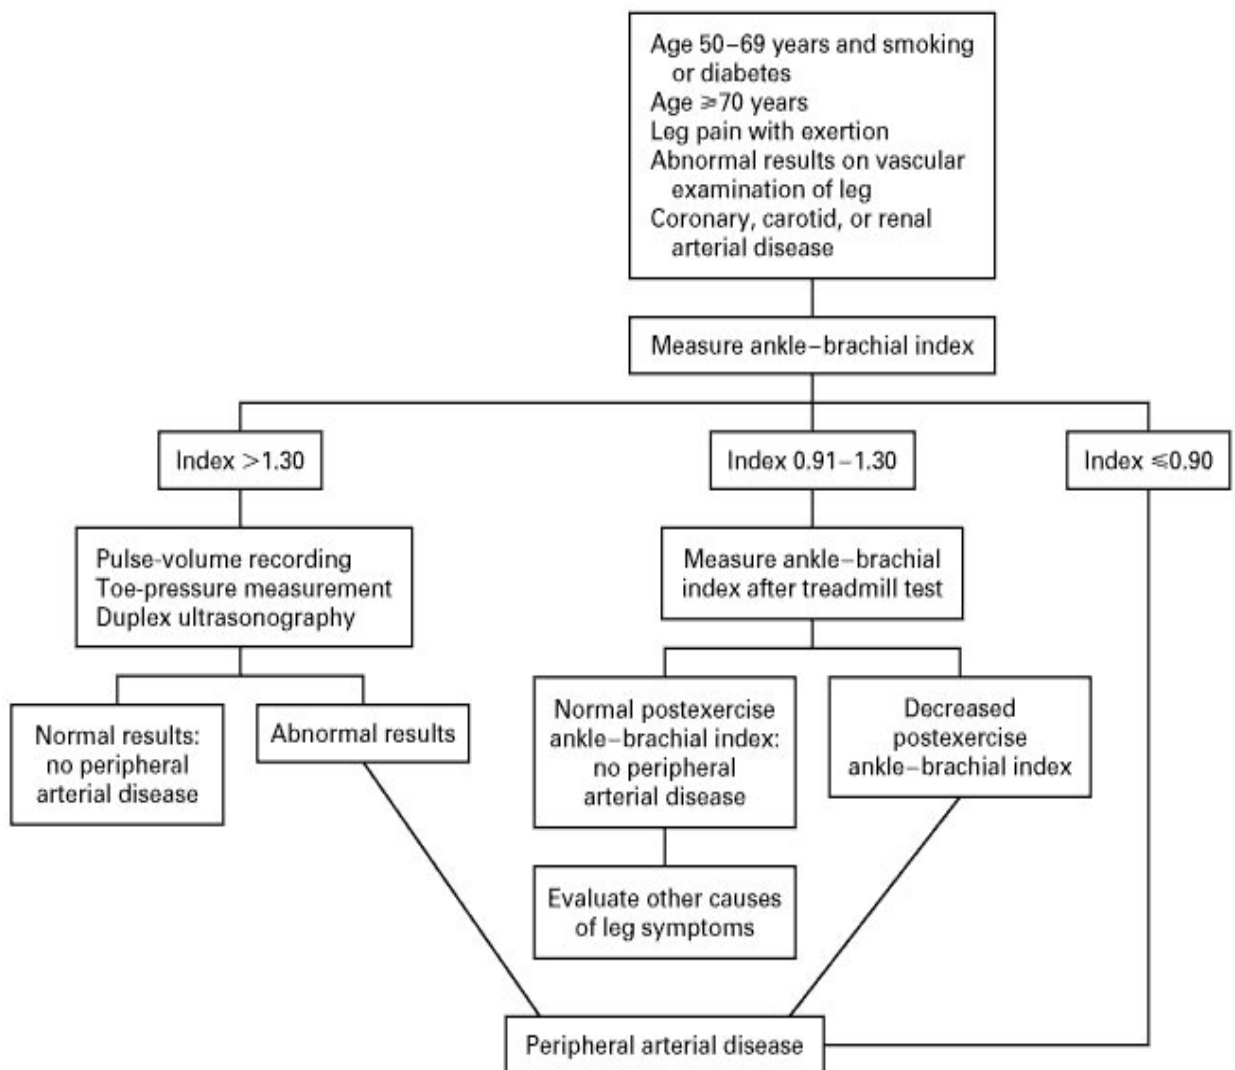 Age 50–69 years and smoking
or diabetes
Age ⩾70 years
Leg pain with exertion
Abnormal results on vascular
examination of leg
Coronary, carotid, or renal
arterial disease
Measure ankle–brachial index
Index >1.30
Index 0.91–1.30
Index ⩽0.90
Pulse-volume recording
Toe-pressure measurement
Duplex ultrasonography
Measure ankle–brachial
index after treadmill test
Normal results:
no peripheral
arterial disease
Abnormal results
Normal postexercise
ankle–brachial index:
no peripheral
arterial disease
Decreased
postexercise
ankle–brachial index
Evaluate other causes
of leg symptoms
Peripheral arterial disease